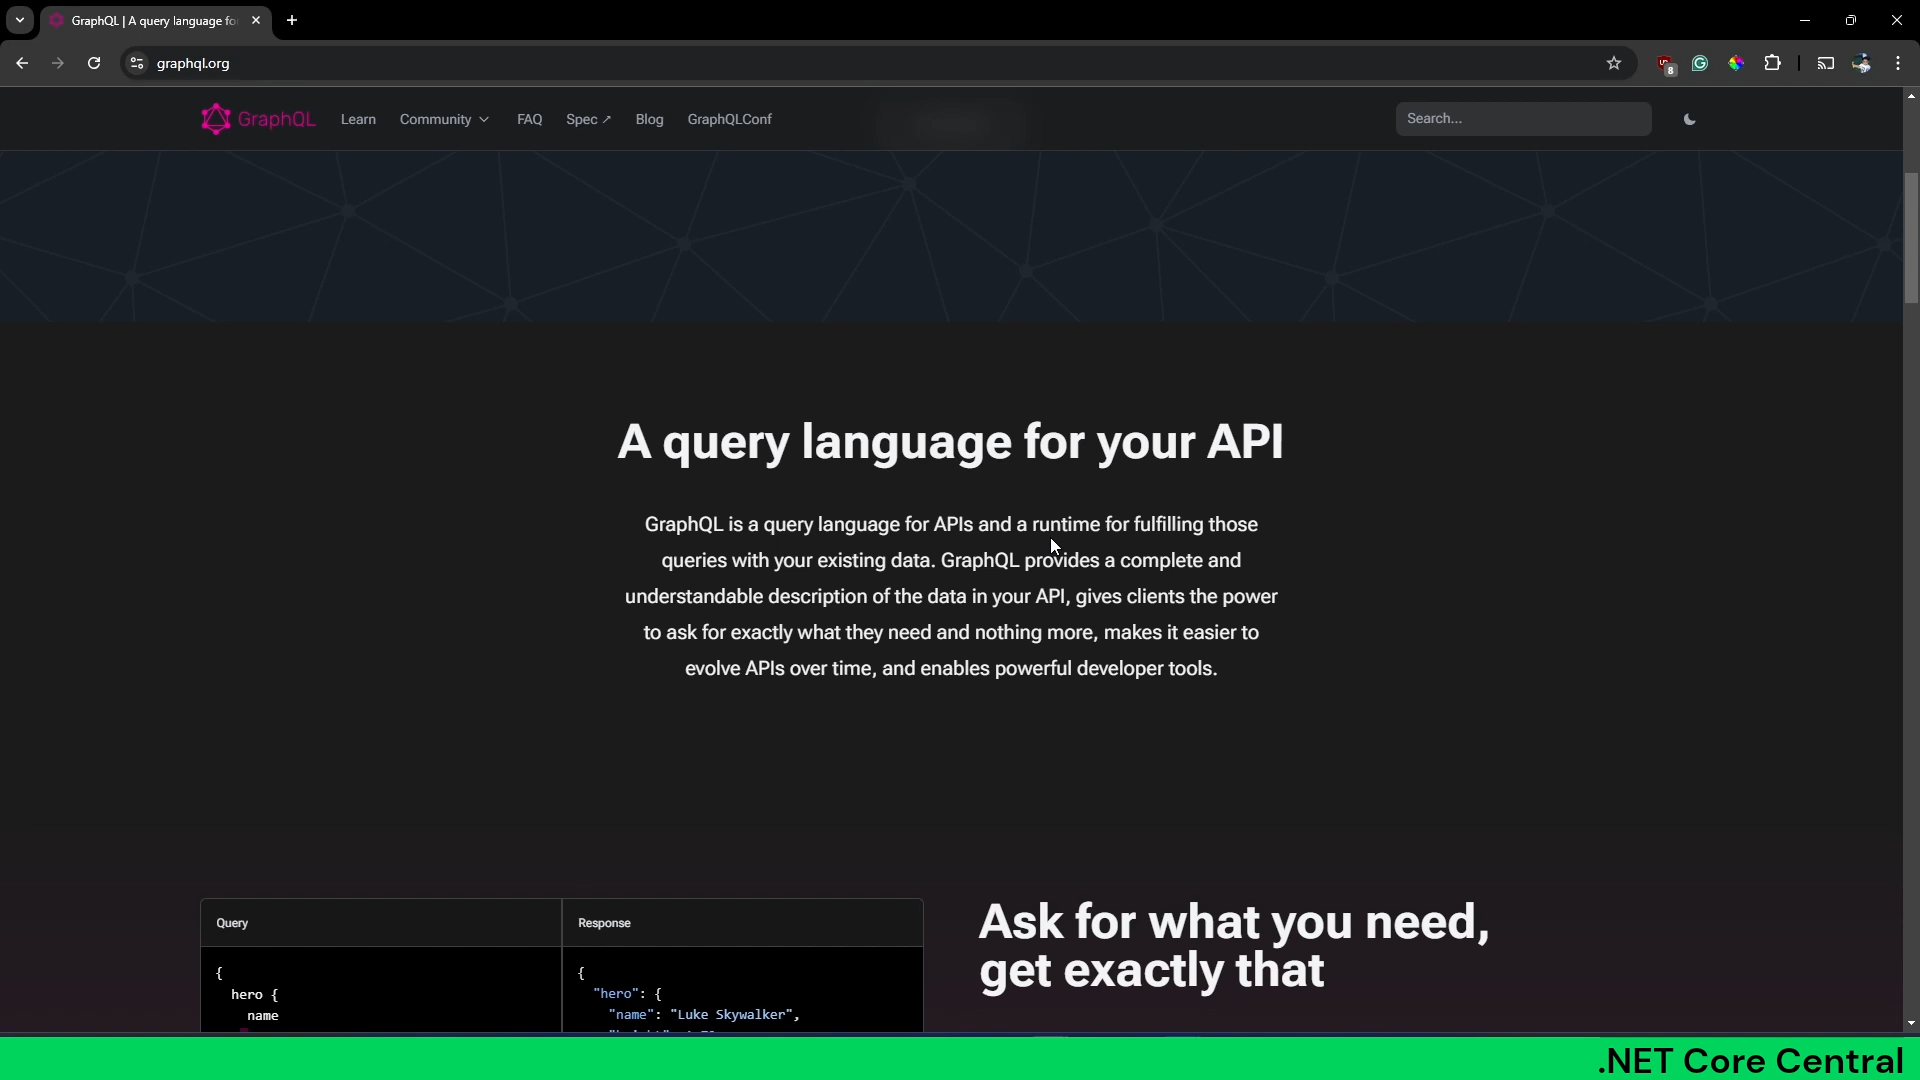 GraphQL | A query language fo
graphql.org
8
GraphQL
Learn
Community
FAQ
Spec ↗
Blog
GraphQLConf
Search...
A query language for your API
GraphQL is a query language for APIs and a runtime for fulfilling those
queries with your existing data. GraphQL provides a complete and
understandable description of the data in your API, gives clients the power
to ask for exactly what they need and nothing more, makes it easier to
evolve APIs over time, and enables powerful developer tools.
Query
Response
{
hero {
name
{
"hero": {
"name": "Luke Skywalker",
Ask for what you need,
get exactly that
.NET Core Central